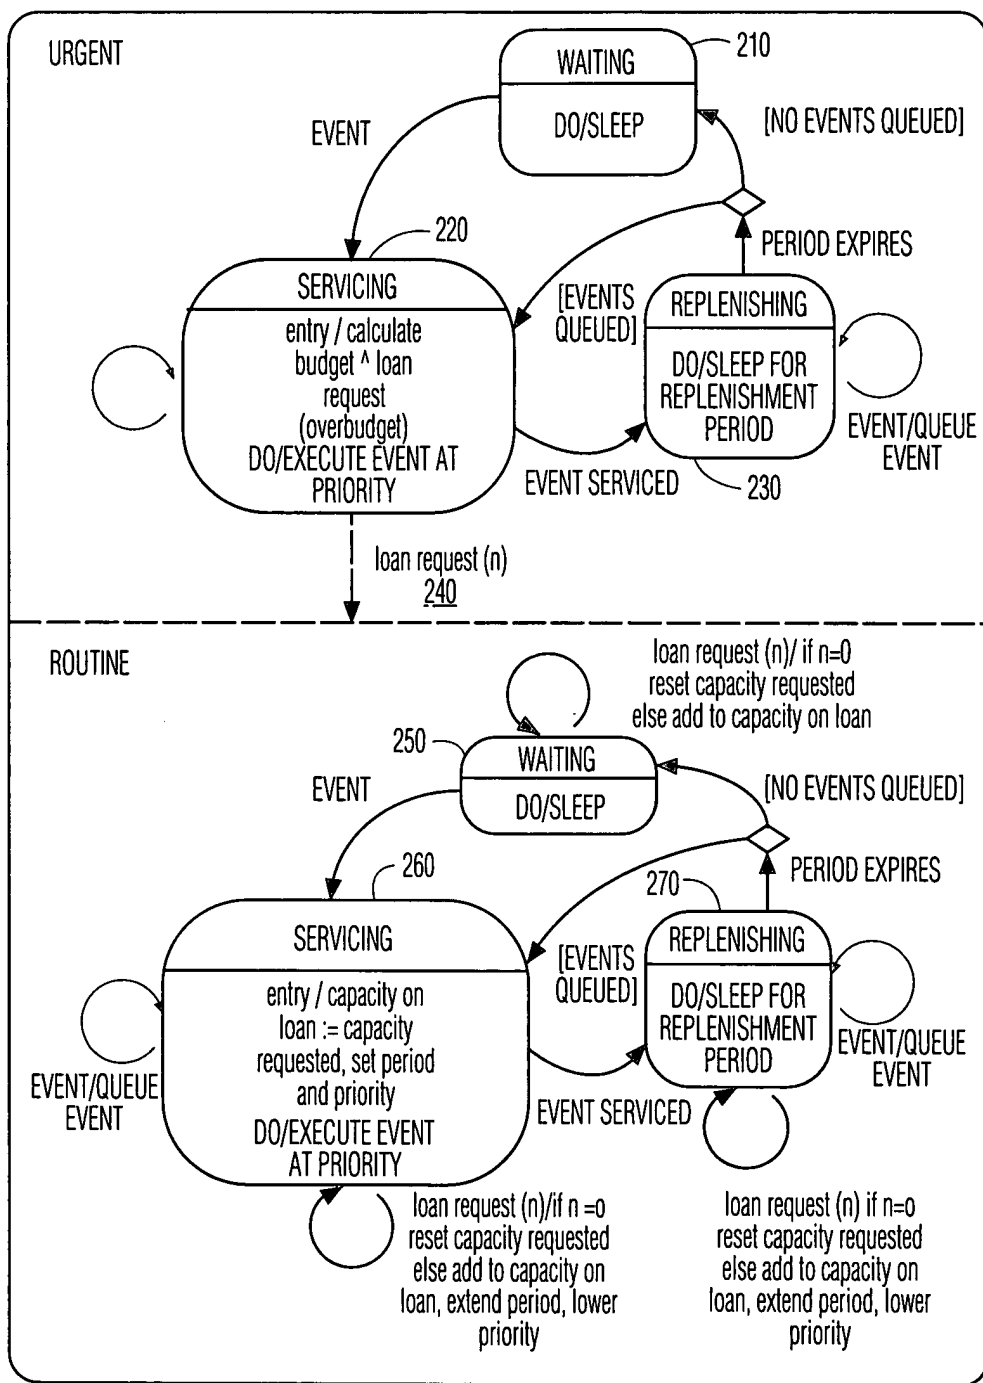 URGENT
210
WAITING
DO/SLEEP
[NO EVENTS QUEUED]
EVENT
220
PERIOD EXPIRES
SERVICING
entry / calculate
budget ^ loan
request
(overbudget)
DO/EXECUTE EVENT AT
PRIORITY
[EVENTS
QUEUED]
REPLENISHING
DO/SLEEP FOR
REPLENISHMENT
PERIOD
EVENT/QUEUE
EVENT
EVENT SERVICED
230
loan request (n)
240
ROUTINE
loan request (n)/ if n=0
reset capacity requested
else add to capacity on loan
250
WAITING
DO/SLEEP
[NO EVENTS QUEUED]
EVENT
260
270
PERIOD EXPIRES
SERVICING
entry / capacity on
loan := capacity
requested, set period
and priority
DO/EXECUTE EVENT
AT PRIORITY
EVENT/QUEUE
EVENT
[EVENTS
QUEUED]
REPLENISHING
DO/SLEEP FOR
REPLENISHMENT
PERIOD
EVENT/QUEUE
EVENT
EVENT SERVICED
loan request (n)/if n =o
reset capacity requested
else add to capacity on
loan, extend period, lower
priority
loan request (n) if n=o
reset capacity requested
else add to capacity on
loan, extend period, lower
priority